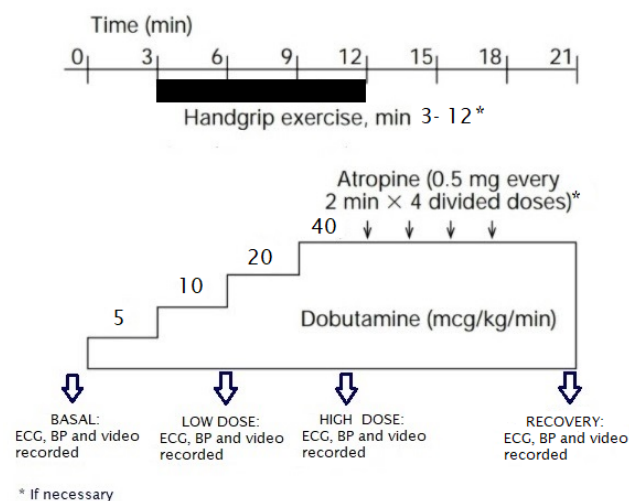 Time (min)
0 3 6 9 12 15 18 21
Handgrip exercise, min 3- 12*
Atropine (0.5 mg every
2 min × 4 divided doses)*
40
20
10
5
Dobutamine (mcg/kg/min)
BASAL:
ECG, BP and video
recorded
LOW DOSE:
ECG, BP and video
recorded
HIGH DOSE:
ECG, BP and video
recorded
RECOVERY:
ECG, BP and video
recorded
* If necessary